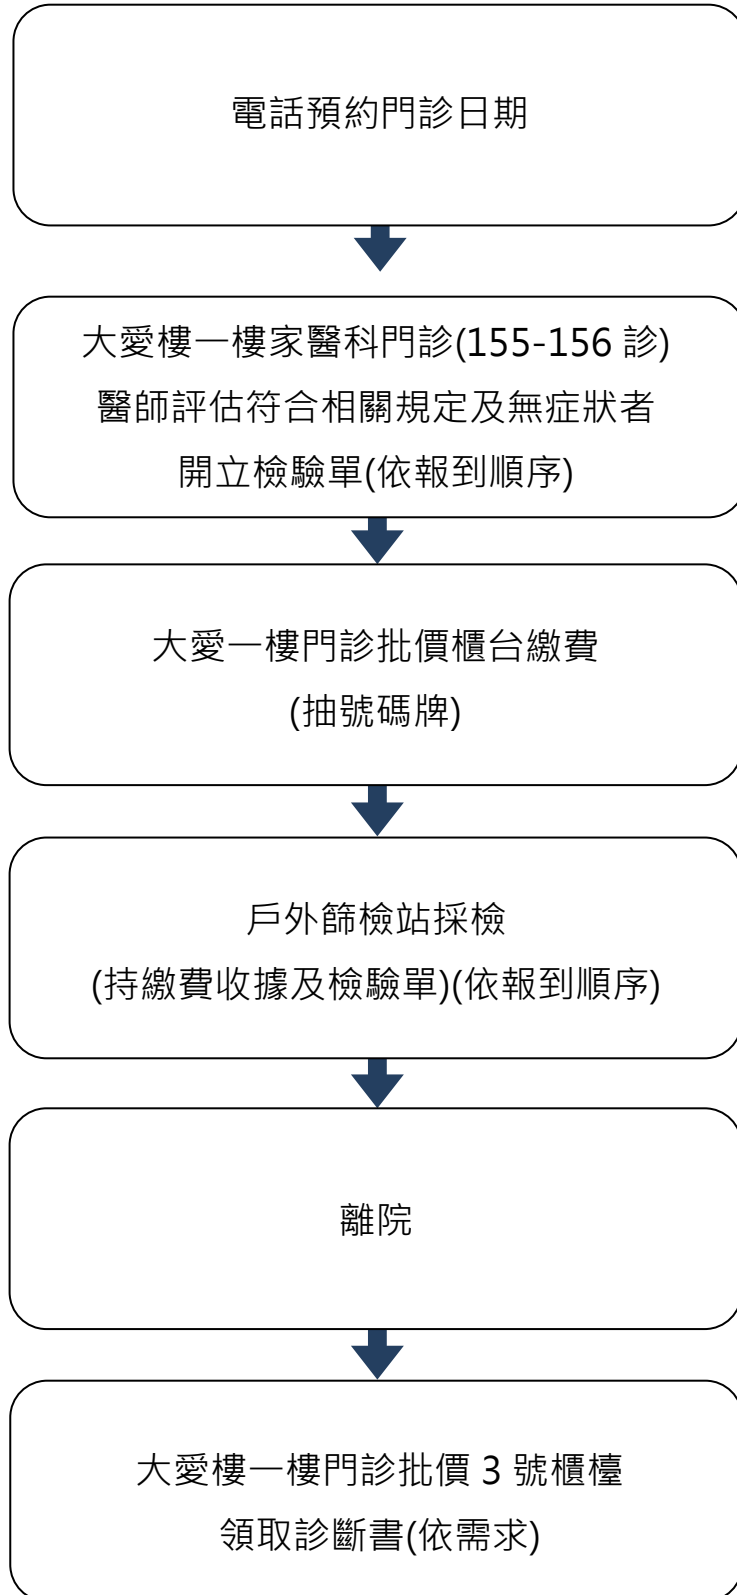 電話預約門診日期
大愛樓一樓家醫科門診(155-156 診)
醫師評估符合相關規定及無症狀者
開立檢驗單(依報到順序)
大愛一樓門診批價櫃台繳費
(抽號碼牌)
戶外篩檢站採檢
(持繳費收據及檢驗單)(依報到順序)
離院
大愛樓一樓門診批價 3 號櫃檯
領取診斷書(依需求)